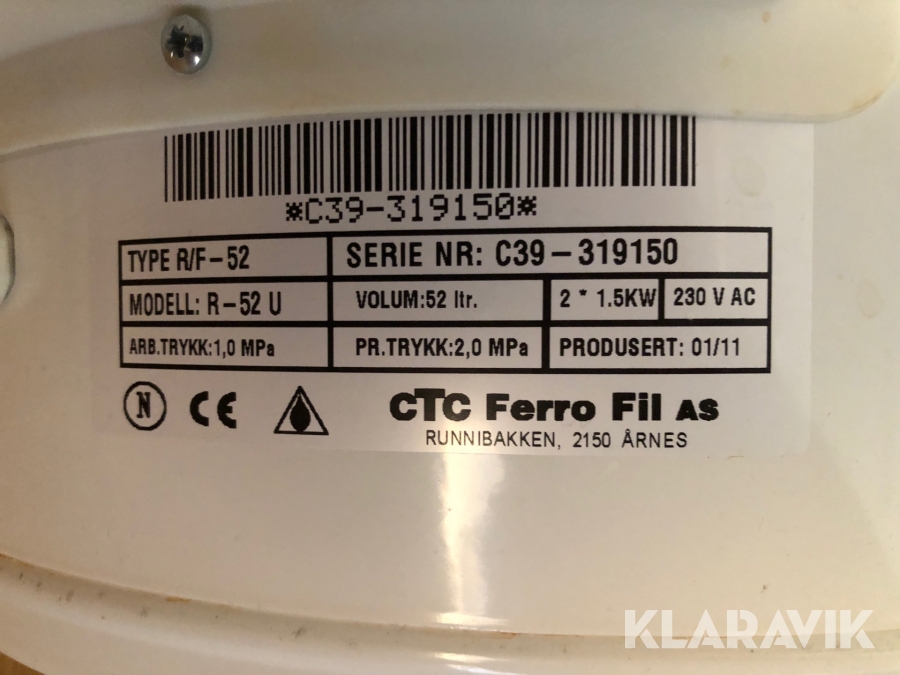 *C39-319150*
TYPE R/F-52 SERIE NR: C39-319150
MODELL: R-52 U VOLUM:52 ltr. 2 * 1.5KW 230 V AC
ARB.TRYKK:1,0 MPa PR.TRYKK:2,0 MPa PRODUSERT: 01/11
N CE CTC Ferro Fil AS
RUNNIBAKKEN, 2150 ÅRNES
KLARAVIK